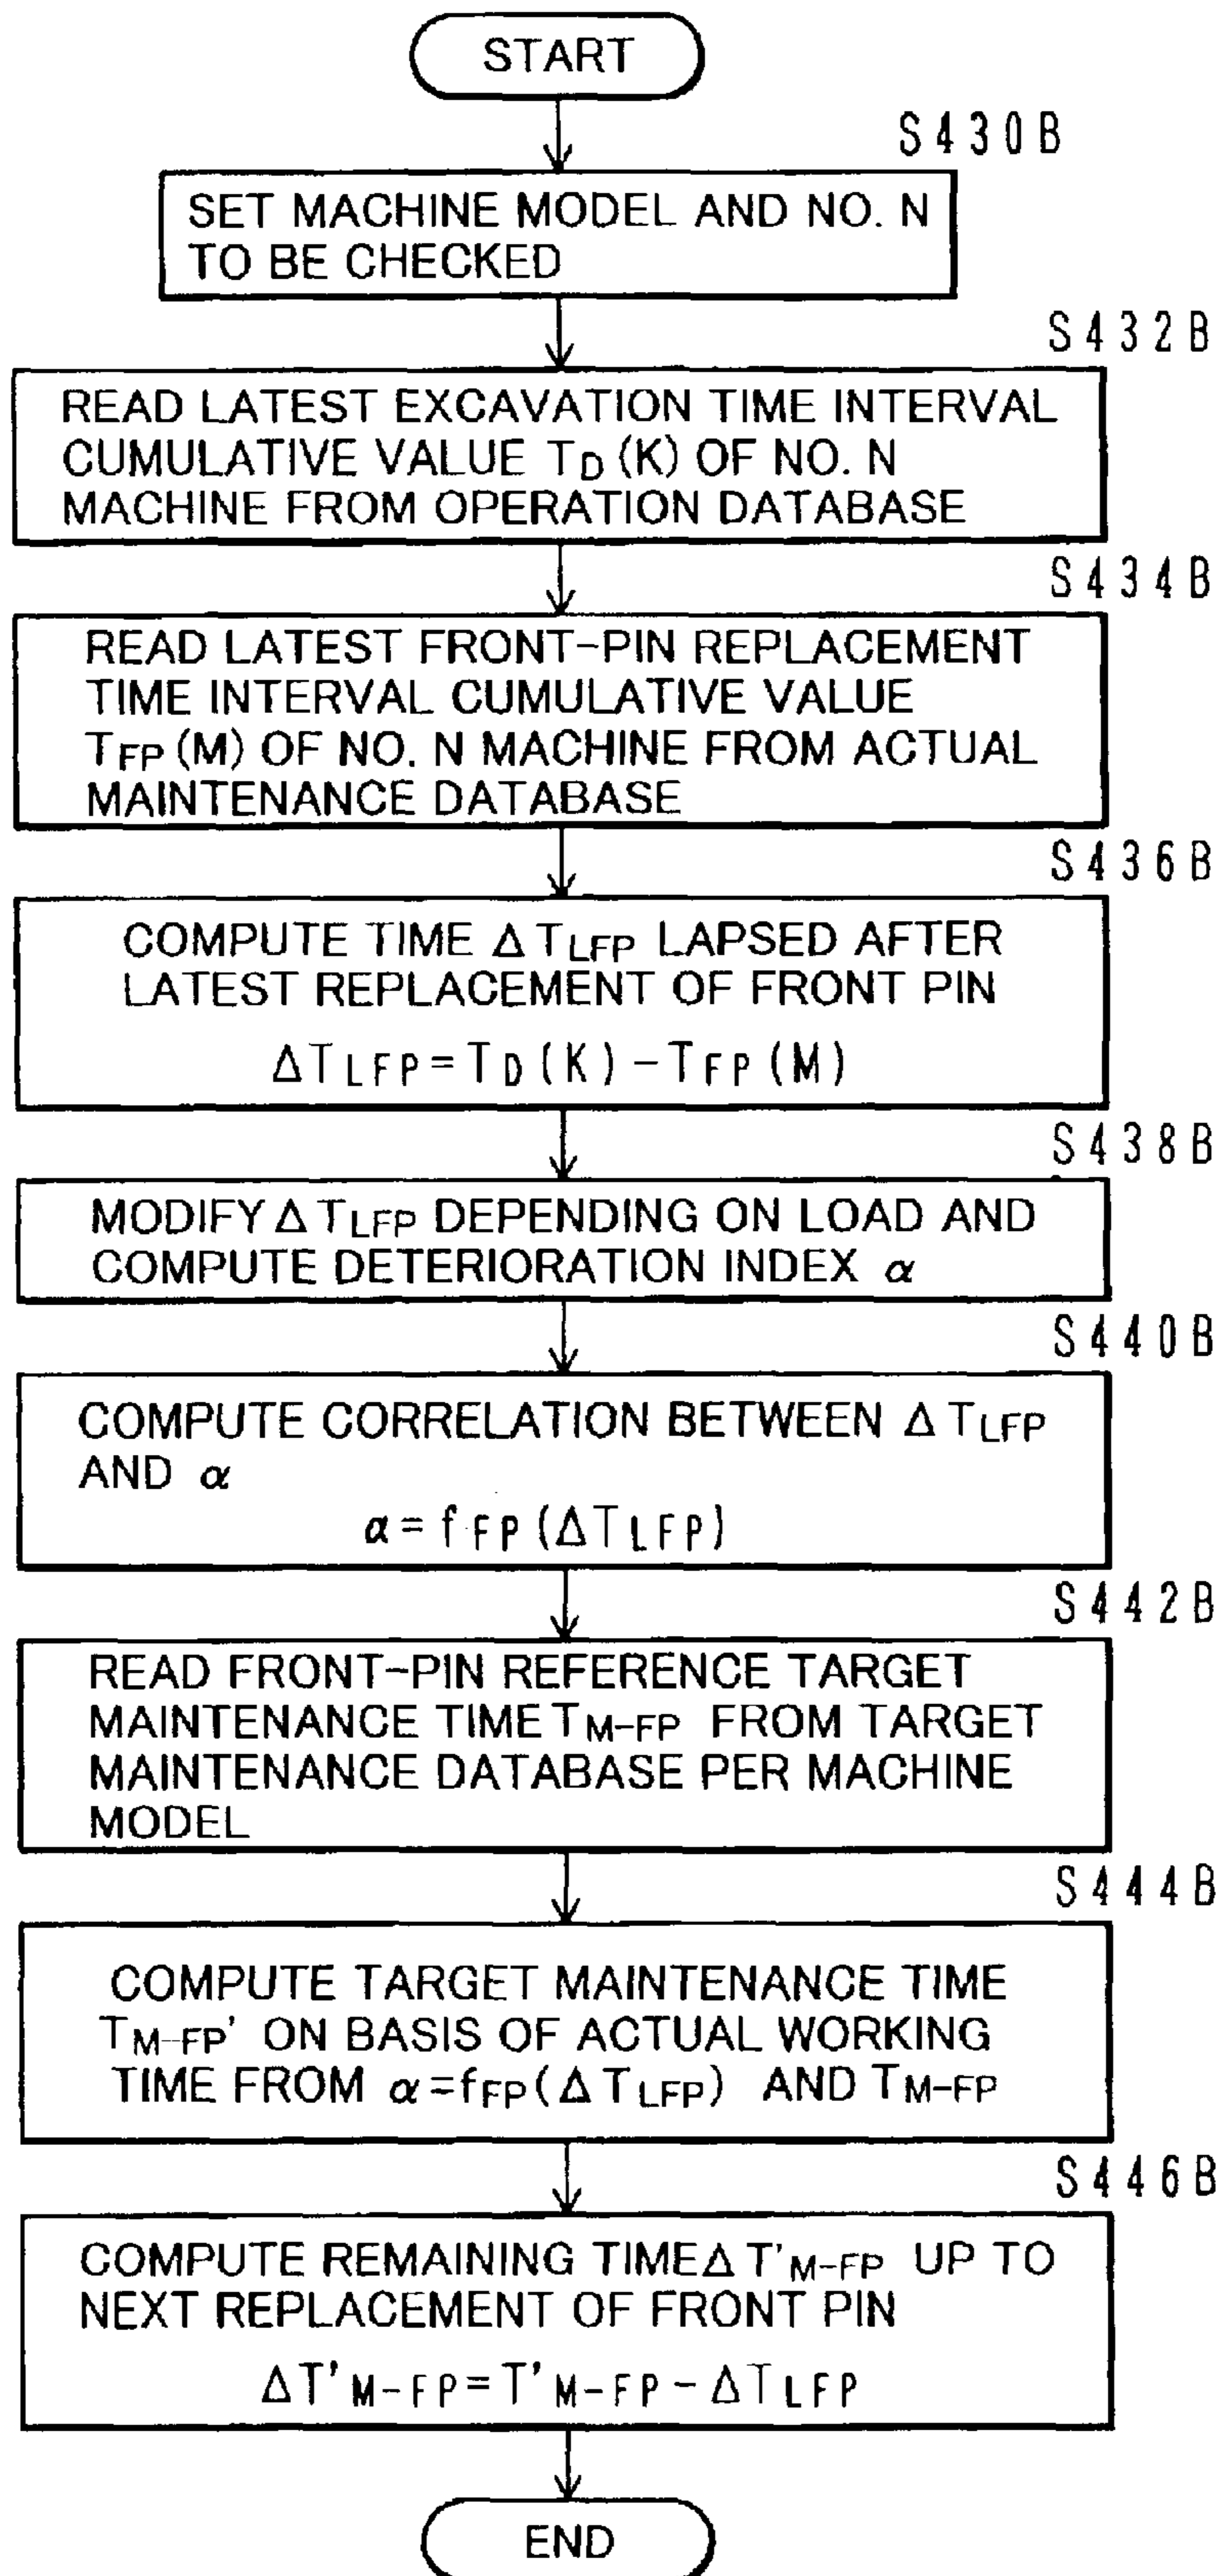 START
S430B
SET MACHINE MODEL AND NO. N
TO BE CHECKED
S432B
READ LATEST EXCAVATION TIME INTERVAL
CUMULATIVE VALUE TD (K) OF NO. N
MACHINE FROM OPERATION DATABASE
S434B
READ LATEST FRONT-PIN REPLACEMENT
TIME INTERVAL CUMULATIVE VALUE
TFP (M) OF NO. N MACHINE FROM ACTUAL
MAINTENANCE DATABASE
S436B
COMPUTE TIME ΔTLFP LAPSED AFTER
LATEST REPLACEMENT OF FRONT PIN
ΔTLFP=TD(K)-TFP(M)
S438B
MODIFY ΔTLFP DEPENDING ON LOAD AND
COMPUTE DETERIORATION INDEX α
S440B
COMPUTE CORRELATION BETWEEN ΔTLFP
AND α
α=fFP(ΔTLFP)
S442B
READ FRONT-PIN REFERENCE TARGET
MAINTENANCE TIME TM-FP FROM TARGET
MAINTENANCE DATABASE PER MACHINE
MODEL
S444B
COMPUTE TARGET MAINTENANCE TIME
TM-FP' ON BASIS OF ACTUAL WORKING
TIME FROM α=fFP(ΔTLFP) AND TM-FP
S446B
COMPUTE REMAINING TIME ΔT'M-FP UP TO
NEXT REPLACEMENT OF FRONT PIN
ΔT'M-FP=T'M-FP-ΔTLFP
END